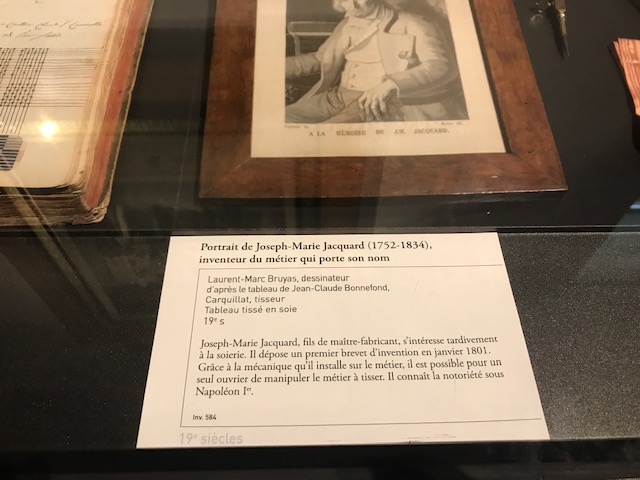 A LA MÉMOIRE DE J.M. JACQUARD.
Portrait de Joseph-Marie Jacquard (1752-1834),
inventeur du métier qui porte son nom
Laurent-Marc Bruyas, dessinateur
d'après le tableau de Jean-Claude Bonnefond,
Carquillat, tisseur
Tableau tissé en soie
19e s
Joseph-Marie Jacquard, fils de maître-fabricant, s'intéresse tardivement
à la soierie. Il dépose un premier brevet d'invention en janvier 1801.
Grâce à la mécanique qu'il installe sur le métier, il est possible pour un
seul ouvrier de manipuler le métier à tisser. Il connaît la notoriété sous
Napoléon Ier.
Inv. 584
19e siècles